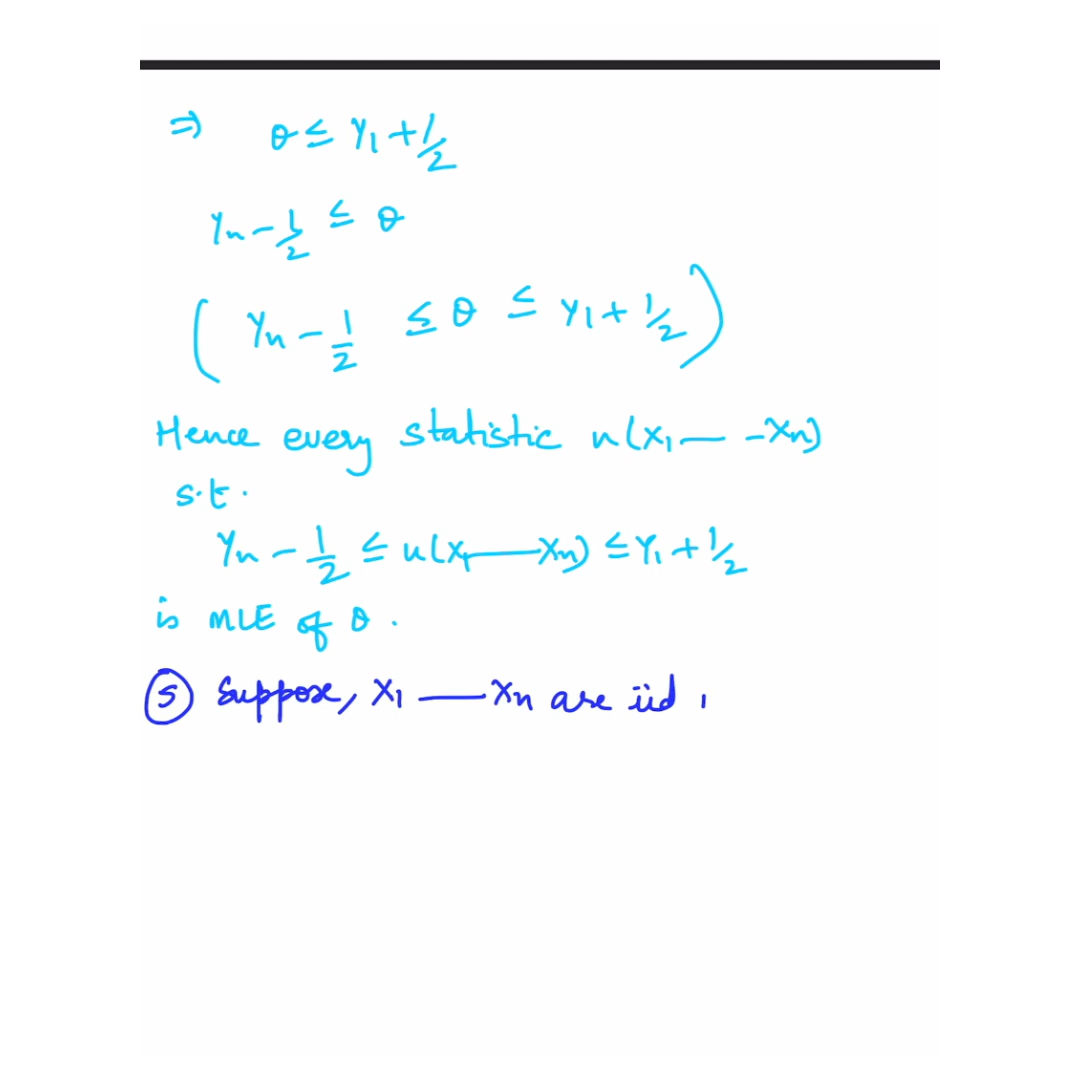 ⇒ θ ≤ Y₁ + 1/2
Yₙ - 1/2 ≤ θ
( Yₙ - 1/2 ≤ θ ≤ Y₁ + 1/2 )
Hence every statistic u(X₁ — - Xₙ)
s.t.
Yₙ - 1/2 ≤ u(X₁ — Xₙ) ≤ Y₁ + 1/2
is MLE of θ .
⑤ Suppose, X₁ — Xₙ are iid ,